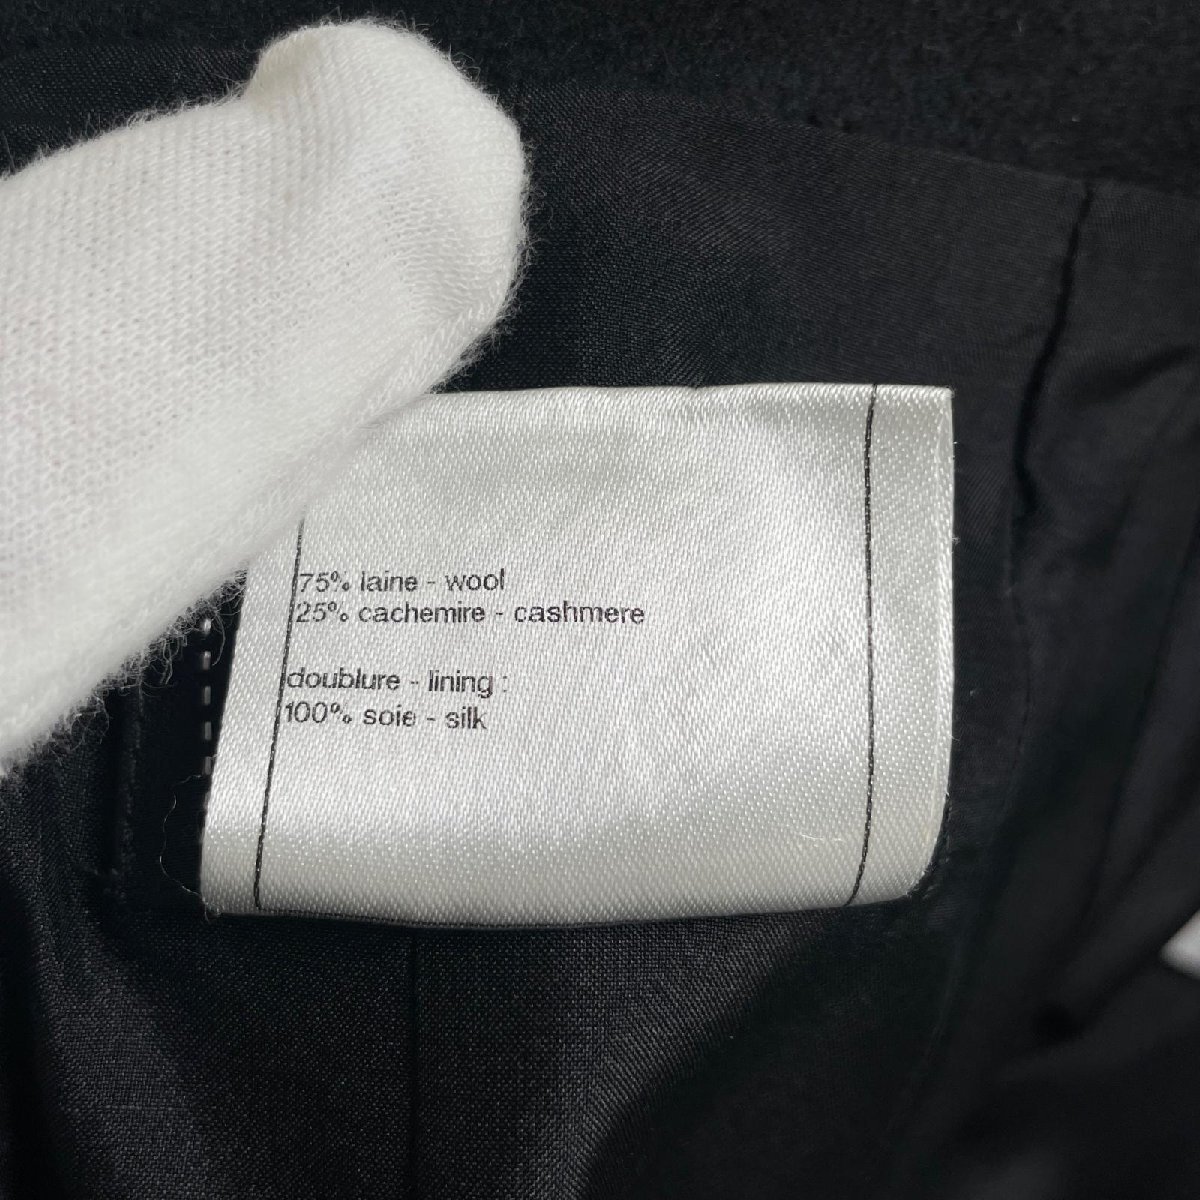 75% laine - wool
25% cachemire - cashmere
doublure - lining :
100% soie - silk